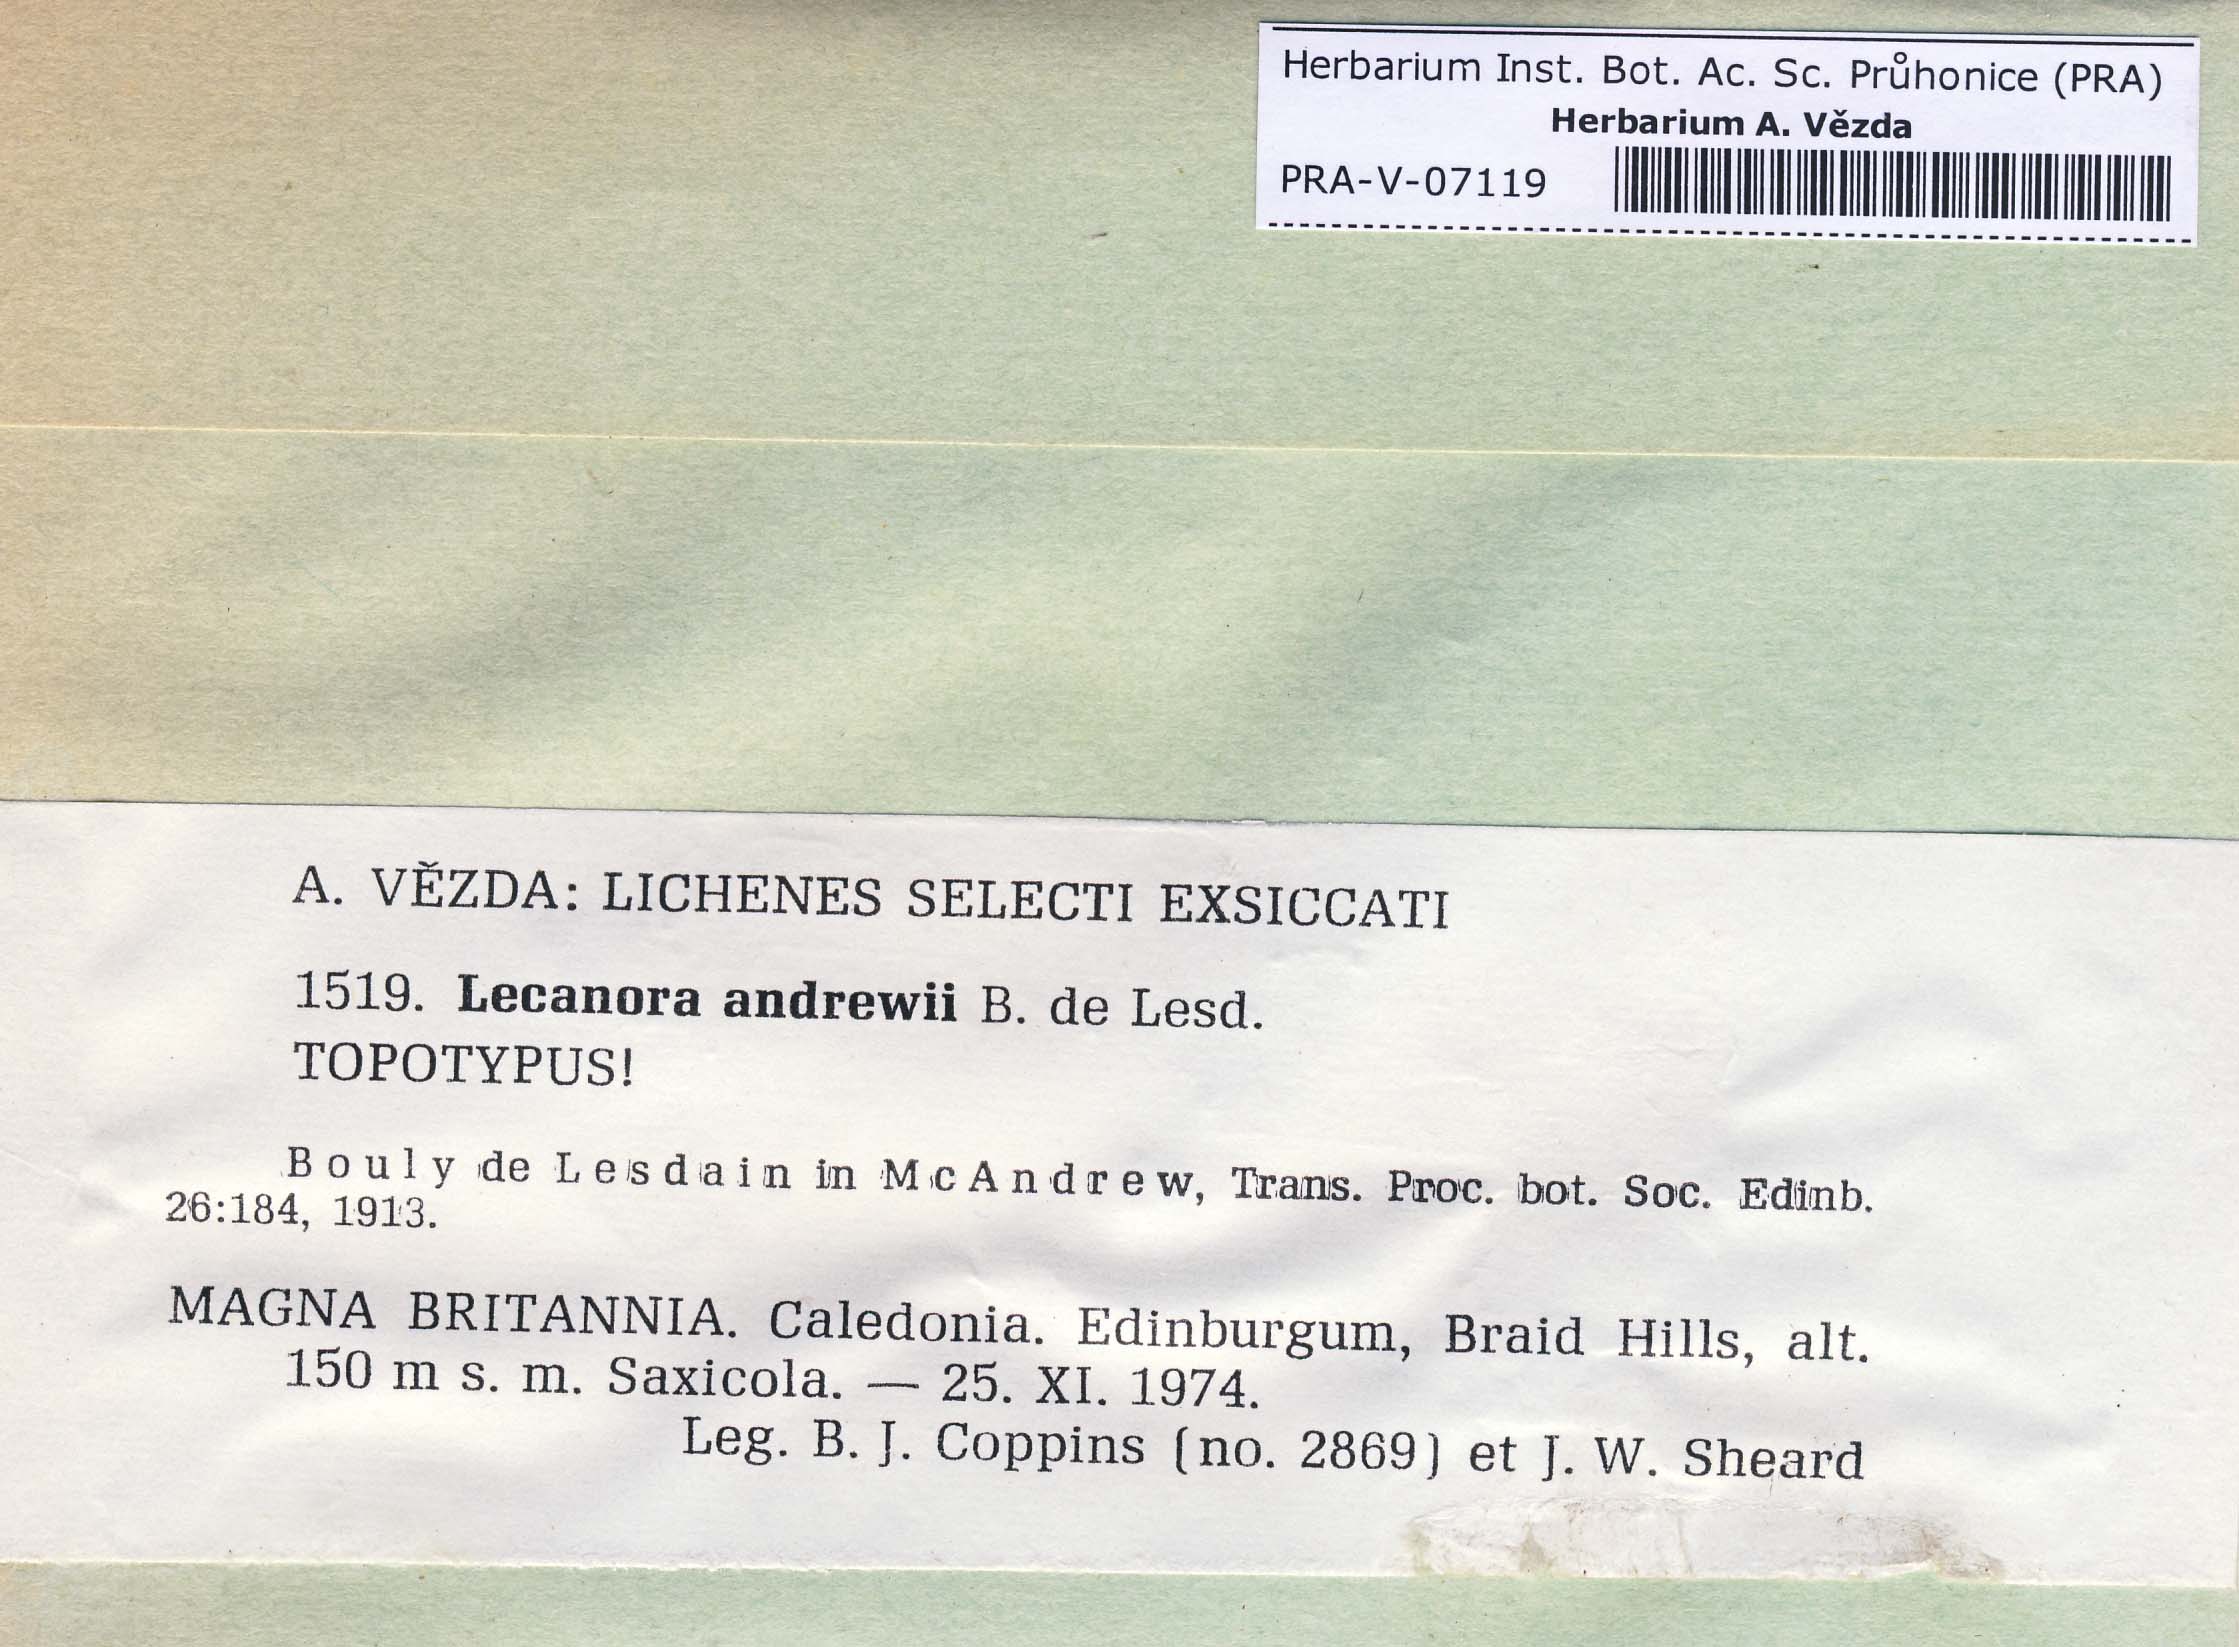 Herbarium Inst. Bot. Ac. Sc. Průhonice (PRA)
Herbarium A. Vězda
PRA-V-07119
A. VĚZDA: LICHENES SELECTI EXSICCATI
1519. Lecanora andrewii B. de Lesd.
TOPOTYPUS!
Bouly de Lesdain in McAndrew, Trans. Proc. bot. Soc. Edinb.
26:184, 1913.
MAGNA BRITANNIA. Caledonia. Edinburgum, Braid Hills, alt.
150 m s. m. Saxicola. — 25. XI. 1974.
Leg. B. J. Coppins (no. 2869) et J. W. Sheard